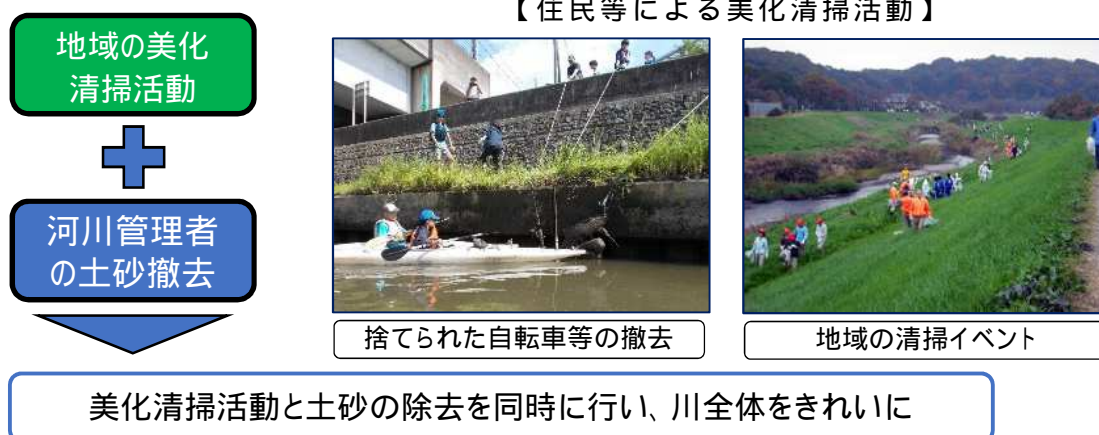 【住民等による美化清掃活動】
地域の美化
清掃活動
河川管理者
の土砂撤去
捨てられた自転車等の撤去
地域の清掃イベント
美化清掃活動と土砂の除去を同時に行い、川全体をきれいに